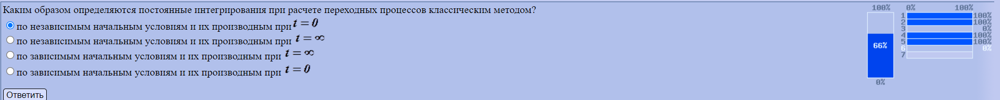 Каким образом определяются постоянные интегрирования при расчете переходных процессов классическим методом?
по независимым начальным условиям и их производным при t = 0
по независимым начальным условиям и их производным при t = ∞
по зависимым начальным условиям и их производным при t = ∞
по зависимым начальным условиям и их производным при t = 0
Ответить
100%
66%
0%
0% 100%
1 100%
2 100%
3 0%
4 100%
5 100%
6 0%
7